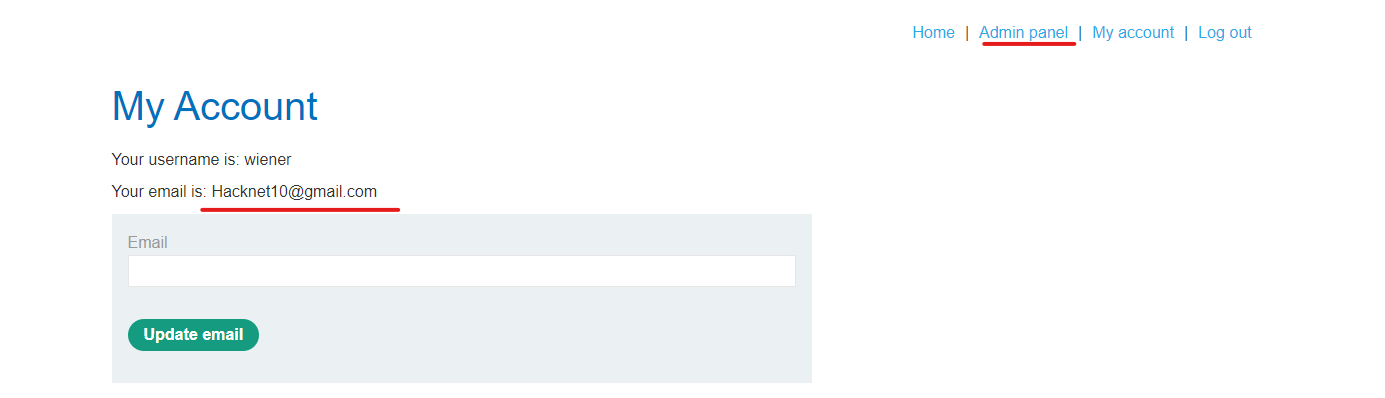 Home | Admin panel | My account | Log out
My Account
Your username is: wiener
Your email is: Hacknet10@gmail.com
Email
Update email